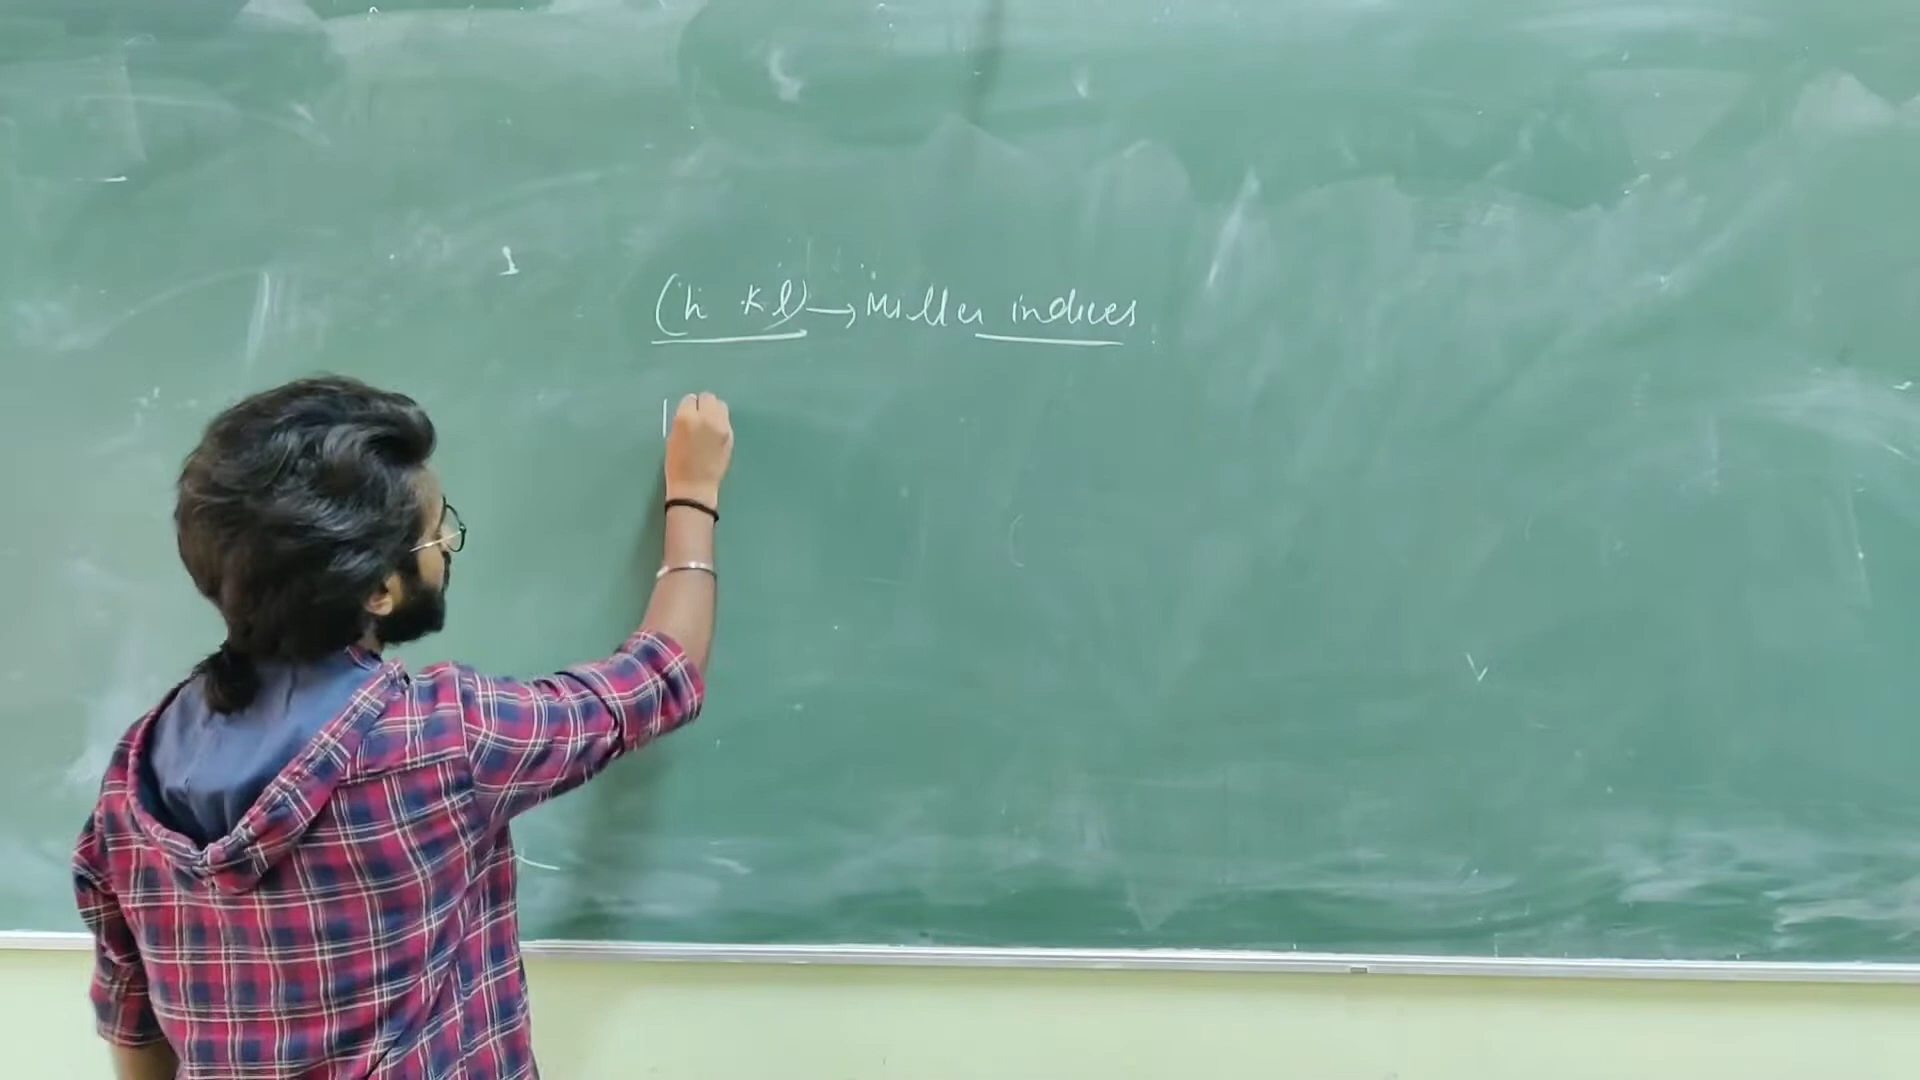 (h k l) → Miller indices